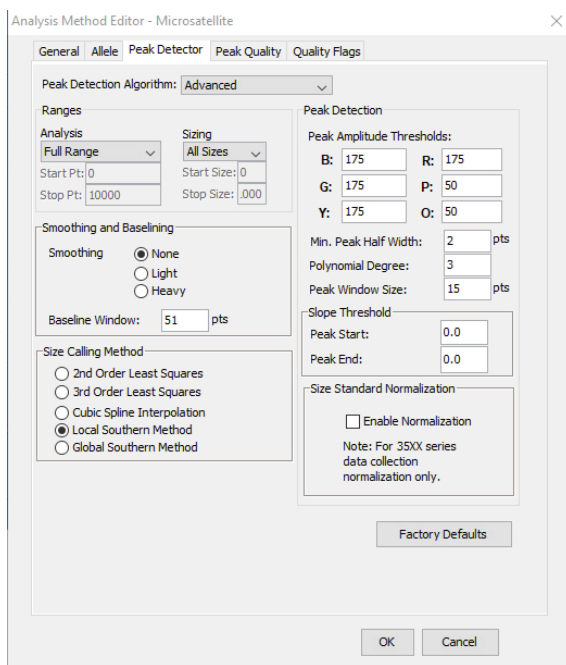 Analysis Method Editor - Microsatellite
General Allele Peak Detector Peak Quality Quality Flags
Peak Detection Algorithm: Advanced
Ranges
Analysis
Full Range
Start Pt: 0
Stop Pt: 10000
Sizing
All Sizes
Start Size: 0
Stop Size: .000
Smoothing and Baselining
Smoothing
None
Light
Heavy
Baseline Window: 51 pts
Size Calling Method
2nd Order Least Squares
3rd Order Least Squares
Cubic Spline Interpolation
Local Southern Method
Global Southern Method
Peak Detection
Peak Amplitude Thresholds:
B: 175 R: 175
G: 175 P: 50
Y: 175 O: 50
Min. Peak Half Width: 2 pts
Polynomial Degree: 3
Peak Window Size: 15 pts
Slope Threshold
Peak Start: 0.0
Peak End: 0.0
Size Standard Normalization
Enable Normalization
Note: For 35XX series
data collection
normalization only.
Factory Defaults
OK Cancel